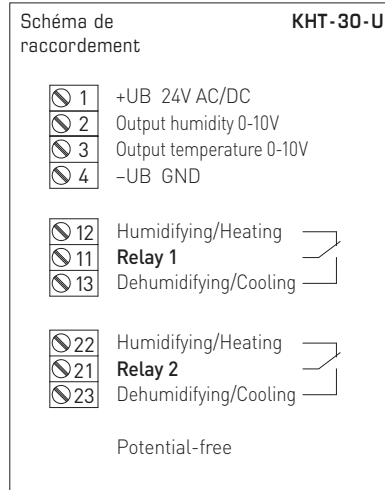 Schéma de KHT-30-U
raccordement
1 +UB 24V AC/DC
2 Output humidity 0-10V
3 Output temperature 0-10V
4 –UB GND
12 Humidifying/Heating
11 Relay 1
13 Dehumidifying/Cooling
22 Humidifying/Heating
21 Relay 2
23 Dehumidifying/Cooling
Potential-free